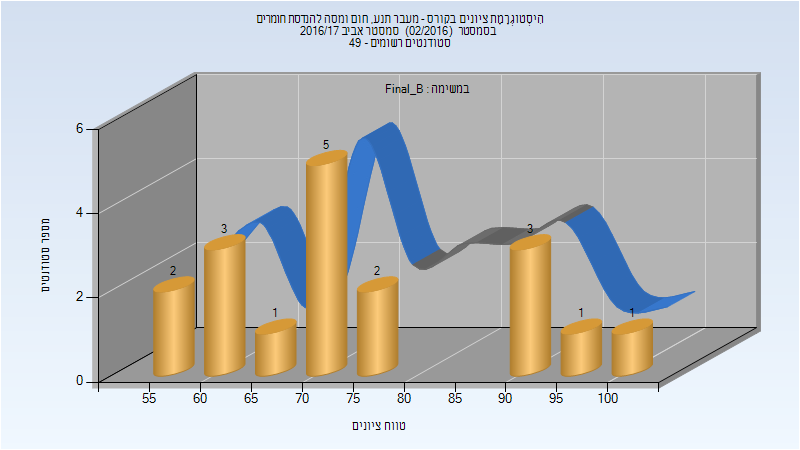 היסטוגרמת ציונים בקורס - מעבר תנע, חום ומסה להנדסת חומרים
בסמסטר (02/2016) סמסטר אביב 2016/17
סטודנטים רשומים - 49
במשימה : Final_B
מספר סטודנטים
6
4
2
0
2
3
1
5
2
3
1
1
55 60 65 70 75 80 85 90 95 100
טווח ציונים